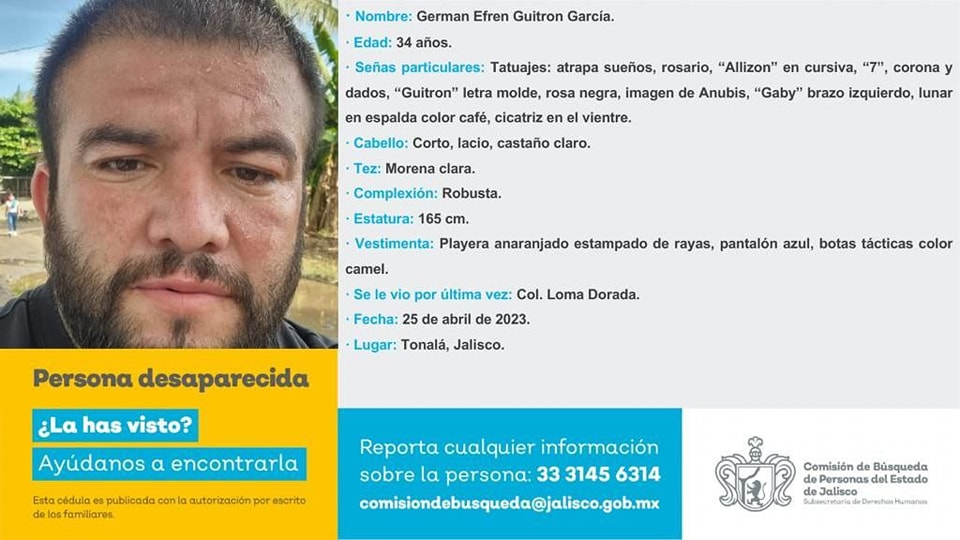 · Nombre: German Efren Guitron García.
· Edad: 34 años.
· Señas particulares: Tatuajes: atrapa sueños, rosario, “Allizon” en cursiva, “7”, corona y
dados, “Guitron” letra molde, rosa negra, imagen de Anubis, “Gaby” brazo izquierdo, lunar
en espalda color café, cicatriz en el vientre.
· Cabello: Corto, lacio, castaño claro.
· Tez: Morena clara.
· Complexión: Robusta.
· Estatura: 165 cm.
· Vestimenta: Playera anaranjado estampado de rayas, pantalón azul, botas tácticas color
camel.
· Se le vio por última vez: Col. Loma Dorada.
· Fecha: 25 de abril de 2023.
· Lugar: Tonalá, Jalisco.
Persona desaparecida
¿La has visto?
Ayúdanos a encontrarla
Esta cédula es publicada con la autorización por escrito
de los familiares.
Reporta cualquier información
sobre la persona: 33 3145 6314
comisiondebusqueda@jalisco.gob.mx
Comisión de Búsqueda
de Personas del Estado
de Jalisco
Subsecretaría de Derechos Humanos